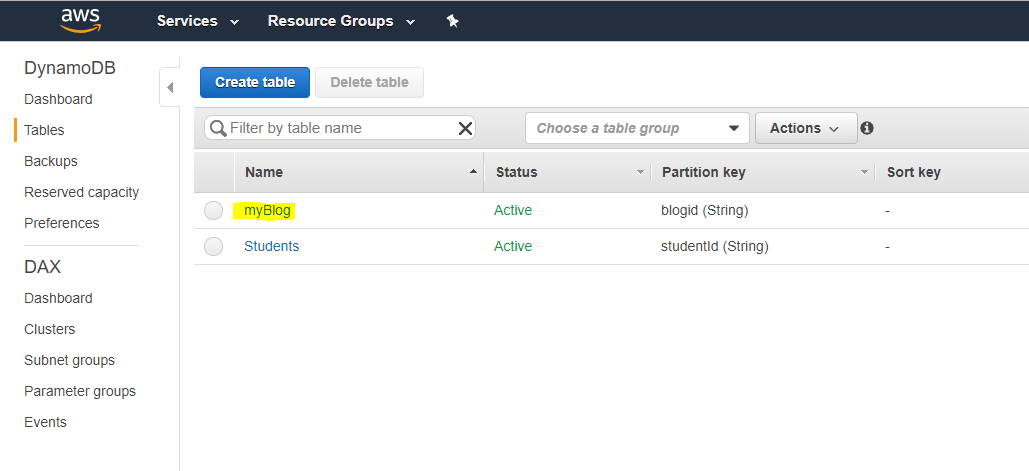 aws Services Resource Groups
DynamoDB
Dashboard
Tables
Backups
Reserved capacity
Preferences
DAX
Dashboard
Clusters
Subnet groups
Parameter groups
Events
Create table Delete table
Filter by table name Choose a table group Actions
Name Status Partition key Sort key
myBlog Active blogid (String) -
Students Active studentId (String) -